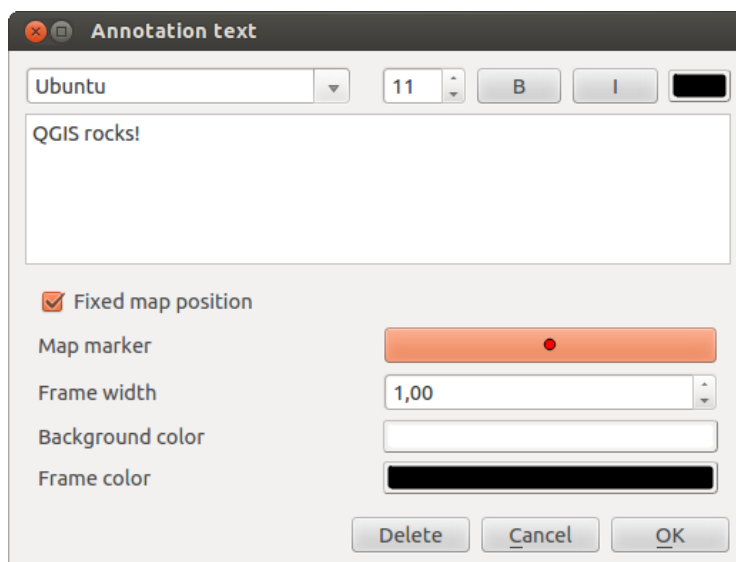 Annotation text
Ubuntu 11 B I
QGIS rocks!
Fixed map position
Map marker
Frame width 1,00
Background color
Frame color
Delete Cancel OK